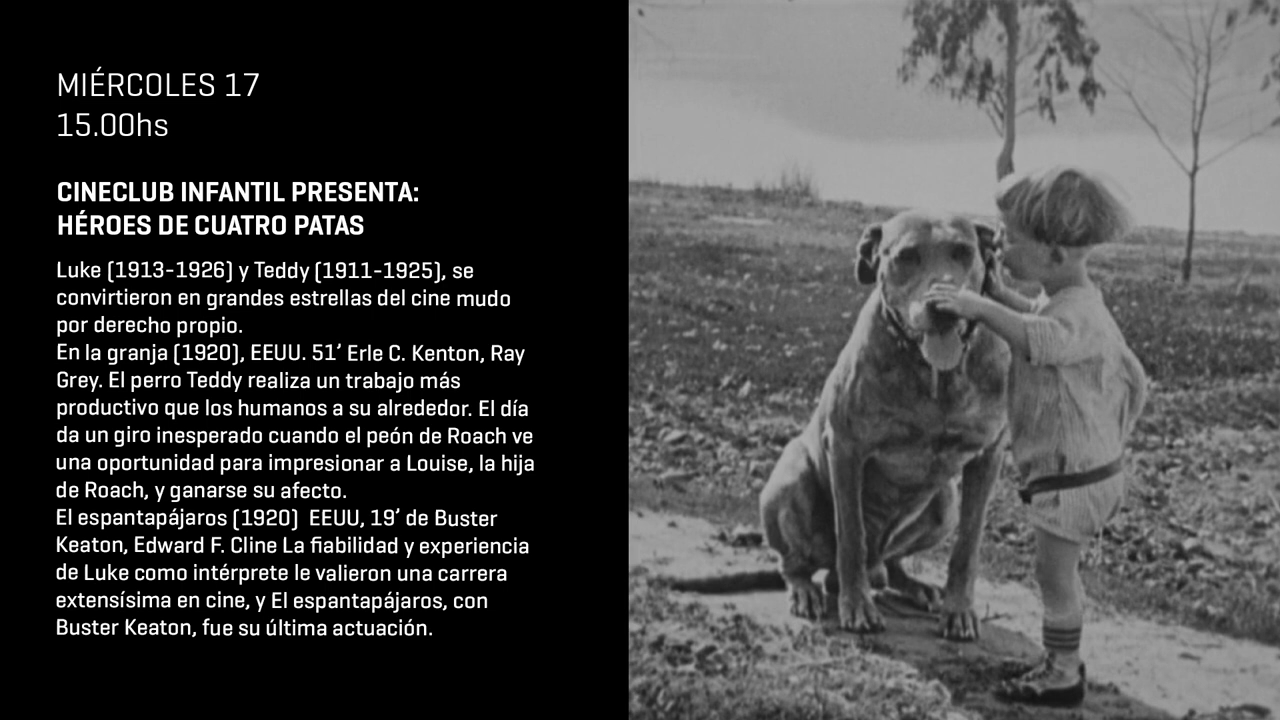 MIÉRCOLES 17
15.00hs
CINECLUB INFANTIL PRESENTA:
HÉROES DE CUATRO PATAS
Luke (1913-1926) y Teddy (1911-1925), se
convirtieron en grandes estrellas del cine mudo
por derecho propio.
En la granja (1920), EEUU. 51’ Erle C. Kenton, Ray
Grey. El perro Teddy realiza un trabajo más
productivo que los humanos a su alrededor. El día
da un giro inesperado cuando el peón de Roach ve
una oportunidad para impresionar a Louise, la hija
de Roach, y ganarse su afecto.
El espantapájaros (1920)  EEUU, 19’ de Buster
Keaton, Edward F. Cline La fiabilidad y experiencia
de Luke como intérprete le valieron una carrera
extensísima en cine, y El espantapájaros, con
Buster Keaton, fue su última actuación.